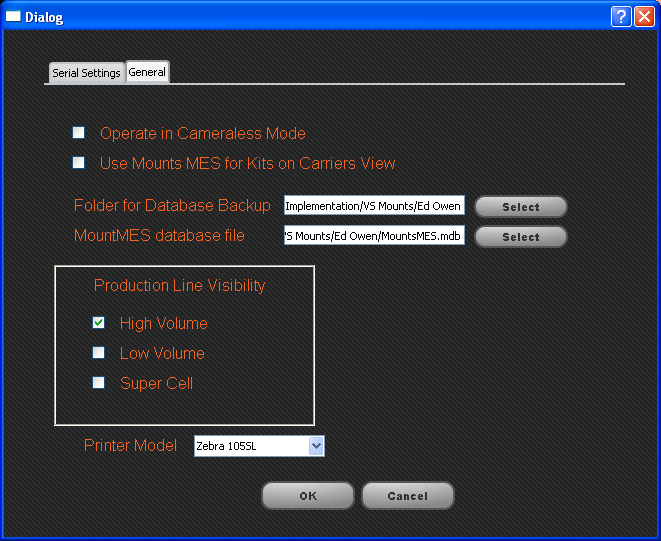 Dialog
Serial Settings General
Operate in Cameraless Mode
Use Mounts MES for Kits on Carriers View
Folder for Database Backup Implementation/VS Mounts/Ed Owen Select
MountMES database file 'S Mounts/Ed Owen/MountsMES.mdb Select
Production Line Visibility
High Volume
Low Volume
Super Cell
Printer Model Zebra 105SL
OK Cancel